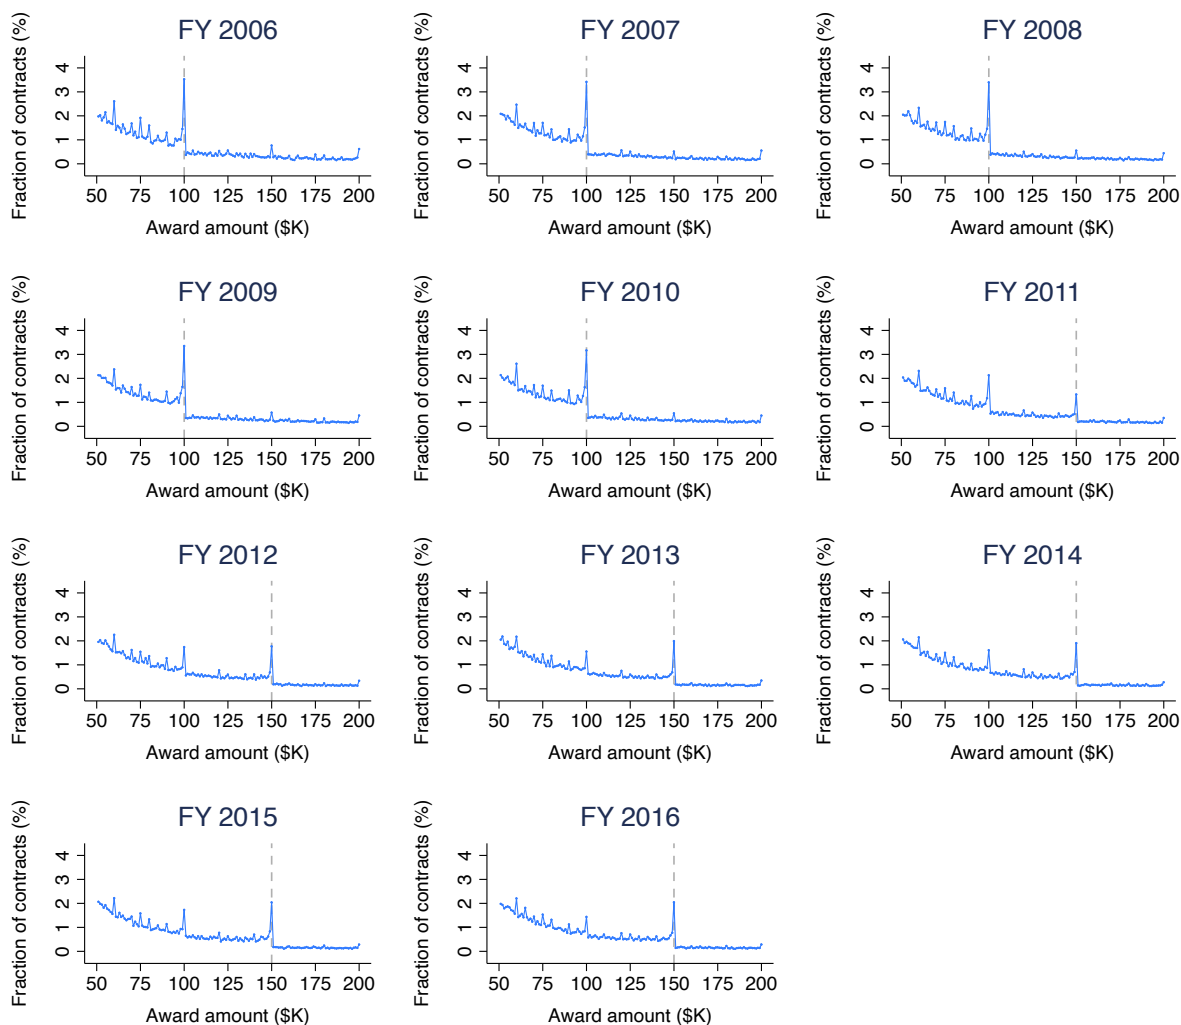 FY 2006
Fraction of contracts (%)
0 1 2 3 4
50 75 100 125 150 175 200
Award amount ($K)
FY 2007
Fraction of contracts (%)
0 1 2 3 4
50 75 100 125 150 175 200
Award amount ($K)
FY 2008
Fraction of contracts (%)
0 1 2 3 4
50 75 100 125 150 175 200
Award amount ($K)
FY 2009
Fraction of contracts (%)
0 1 2 3 4
50 75 100 125 150 175 200
Award amount ($K)
FY 2010
Fraction of contracts (%)
0 1 2 3 4
50 75 100 125 150 175 200
Award amount ($K)
FY 2011
Fraction of contracts (%)
0 1 2 3 4
50 75 100 125 150 175 200
Award amount ($K)
FY 2012
Fraction of contracts (%)
0 1 2 3 4
50 75 100 125 150 175 200
Award amount ($K)
FY 2013
Fraction of contracts (%)
0 1 2 3 4
50 75 100 125 150 175 200
Award amount ($K)
FY 2014
Fraction of contracts (%)
0 1 2 3 4
50 75 100 125 150 175 200
Award amount ($K)
FY 2015
Fraction of contracts (%)
0 1 2 3 4
50 75 100 125 150 175 200
Award amount ($K)
FY 2016
Fraction of contracts (%)
0 1 2 3 4
50 75 100 125 150 175 200
Award amount ($K)